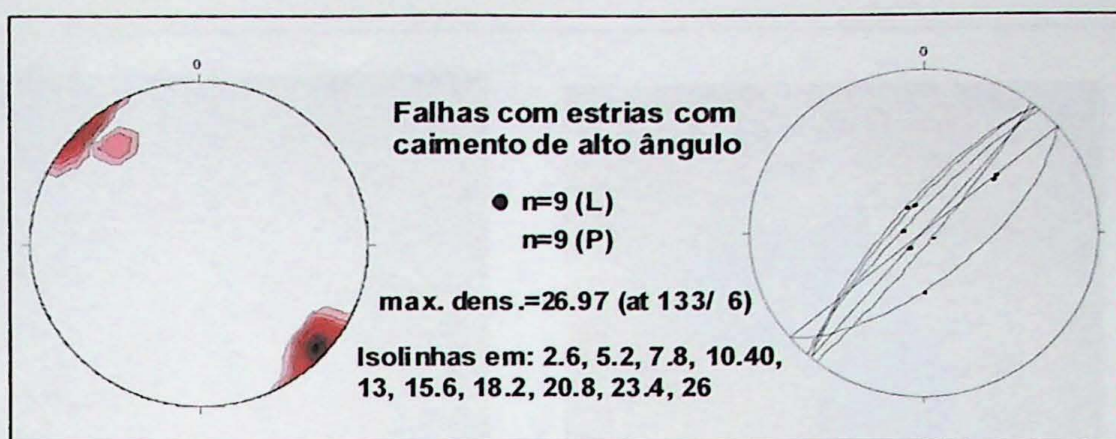 0
0
Falhas com estrias com
caimento de alto ângulo
n=9 (L)
n=9 (P)
max. dens.=26.97 (at 133/ 6)
Isolinhas em: 2.6, 5.2, 7.8, 10.40,
13, 15.6, 18.2, 20.8, 23.4, 26